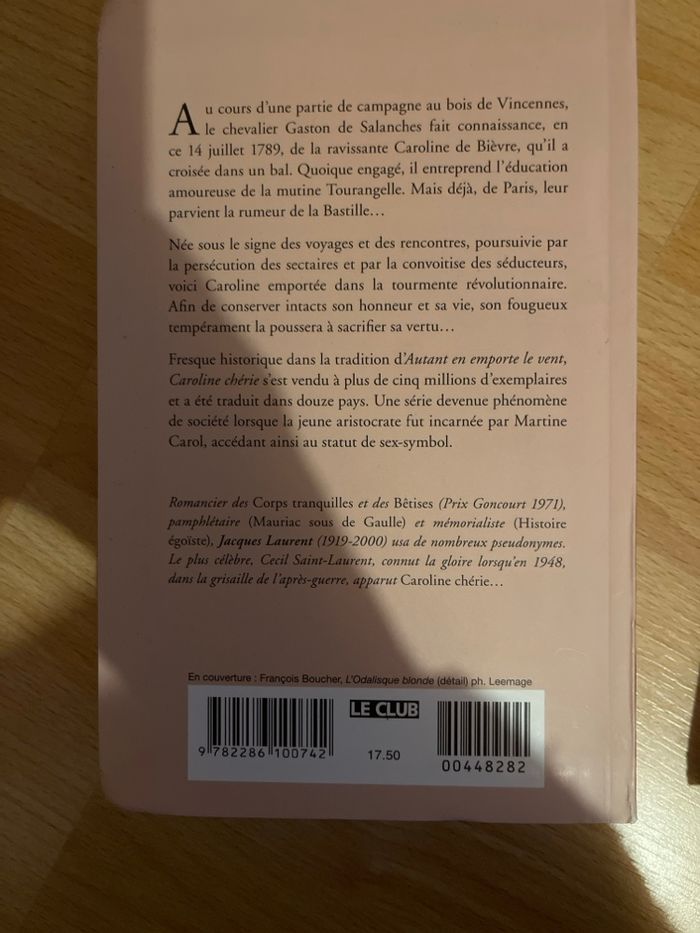 Au cours d'une partie de campagne au bois de Vincennes,
le chevalier Gaston de Salanches fait connaissance, en
ce 14 juillet 1789, de la ravissante Caroline de Bièvre, qu'il a
croisée dans un bal. Quoique engagé, il entreprend l'éducation
amoureuse de la mutine Tourangelle. Mais déjà, de Paris, leur
parvient la rumeur de la Bastille…
Née sous le signe des voyages et des rencontres, poursuivie par
la persécution des sectaires et par la convoitise des séducteurs,
voici Caroline emportée dans la tourmente révolutionnaire.
Afin de conserver intacts son honneur et sa vie, son fougueux
tempérament la poussera à sacrifier sa vertu…
Fresque historique dans la tradition d'Autant en emporte le vent,
Caroline chérie s'est vendu à plus de cinq millions d'exemplaires
et a été traduit dans douze pays. Une série devenue phénomène
de société lorsque la jeune aristocrate fut incarnée par Martine
Carol, accédant ainsi au statut de sex-symbol.
Romancier des Corps tranquilles et des Bêtises (Prix Goncourt 1971),
pamphlétaire (Mauriac sous de Gaulle) et mémorialiste (Histoire
égoïste), Jacques Laurent (1919-2000) usa de nombreux pseudonymes.
Le plus célèbre, Cecil Saint-Laurent, connut la gloire lorsqu'en 1948,
dans la grisaille de l'après-guerre, apparut Caroline chérie…
En couverture : François Boucher, L'Odalisque blonde (détail) ph. Leemage
LE CLUB
9 782286 100742
17.50
00448282